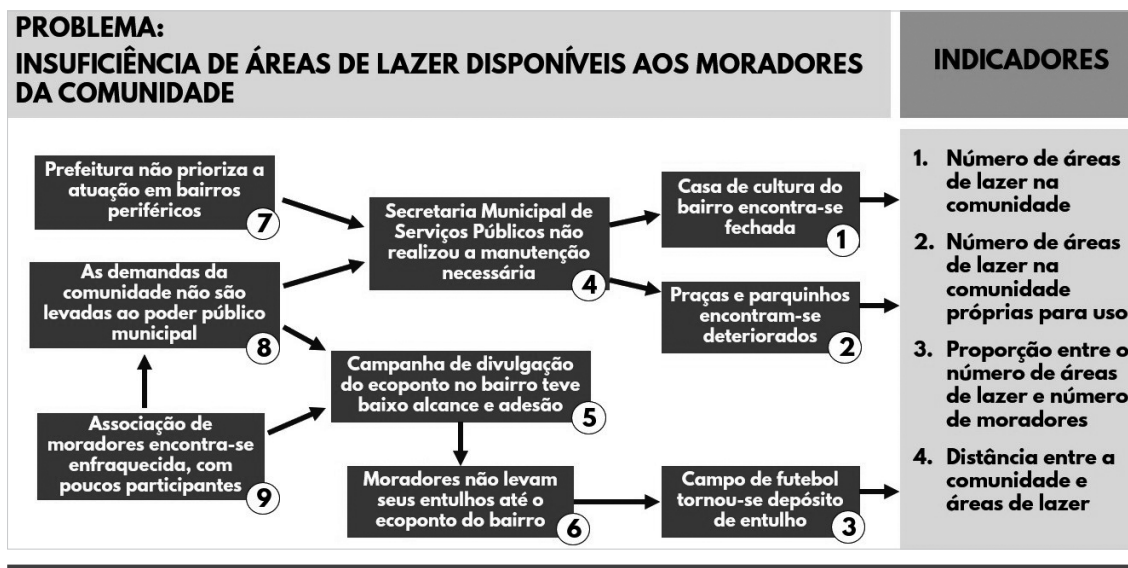 PROBLEMA:
INSUFICIÊNCIA DE ÁREAS DE LAZER DISPONÍVEIS AOS MORADORES
DA COMUNIDADE
INDICADORES
Prefeitura não prioriza a
atuação em bairros
periféricos
7
As demandas da
comunidade não são
levadas ao poder público
municipal
8
Associação de
moradores encontra-se
enfraquecida, com
poucos participantes
9
Secretaria Municipal de
Serviços Públicos não
realizou a manutenção
necessária
4
Campanha de divulgação
do ecoponto no bairro teve
baixo alcance e adesão
5
Moradores não levam
seus entulhos até o
ecoponto do bairro
6
Casa de cultura do
bairro encontra-se
fechada
1
Praças e parquinhos
encontram-se
deteriorados
2
Campo de futebol
tornou-se depósito
de entulho
3
1. Número de áreas
de lazer na
comunidade
2. Número de áreas
de lazer na
comunidade
próprias para uso
3. Proporção entre o
número de áreas
de lazer e número
de moradores
4. Distância entre a
comunidade e
áreas de lazer